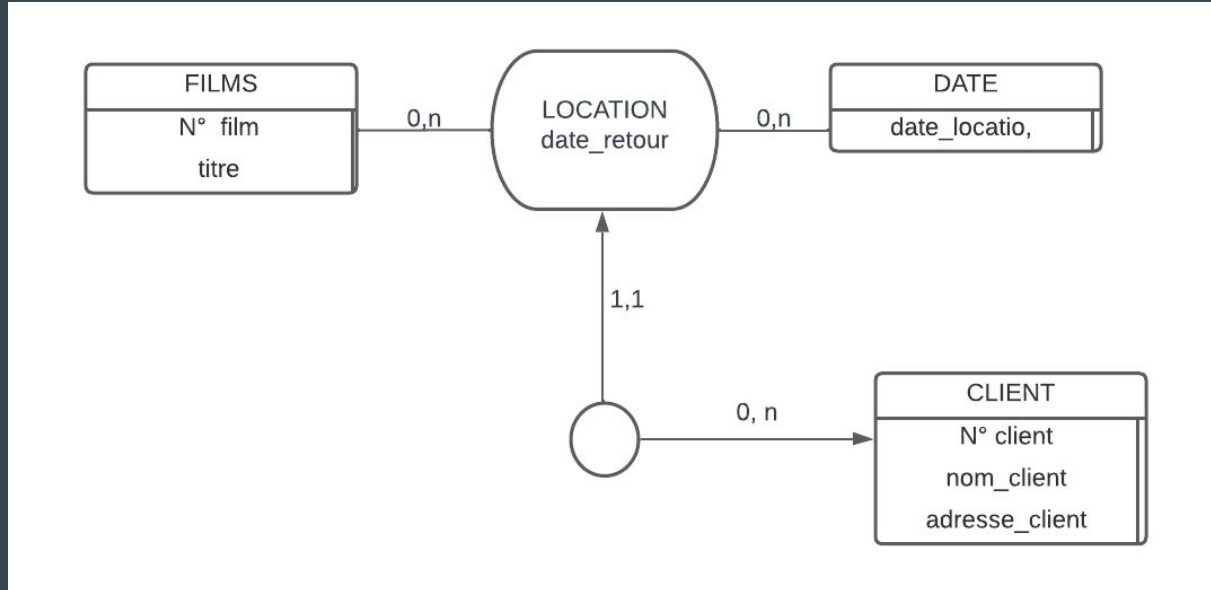 FILMS
N° film
titre
0,n
LOCATION
date_retour
0,n
DATE
date_locatio,
1,1
0, n
CLIENT
N° client
nom_client
adresse_client